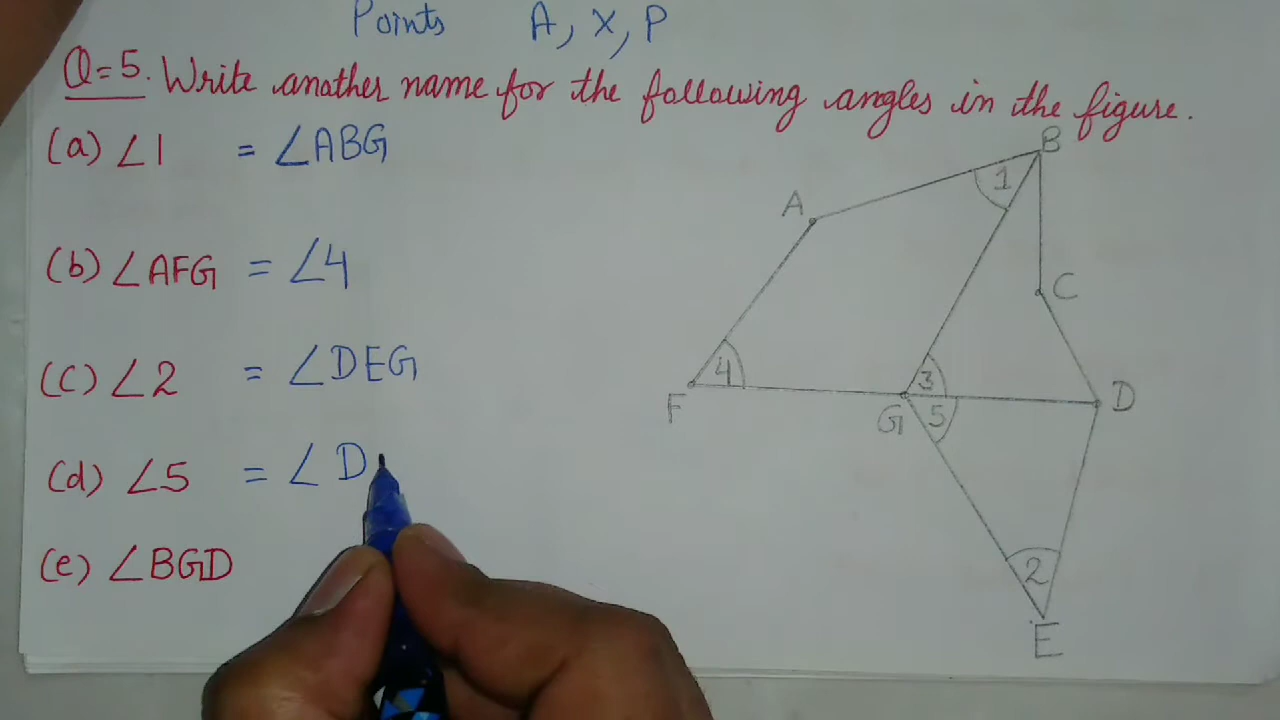 Points A, X, P
Q=5. Write another name for the following angles in the figure.
(a) ∠1 = ∠ABG
(b) ∠AFG = ∠4
(c) ∠2 = ∠DEG
(d) ∠5 = ∠D
(e) ∠BGD
B
1
A
C
4
3
F
G
5
D
2
E